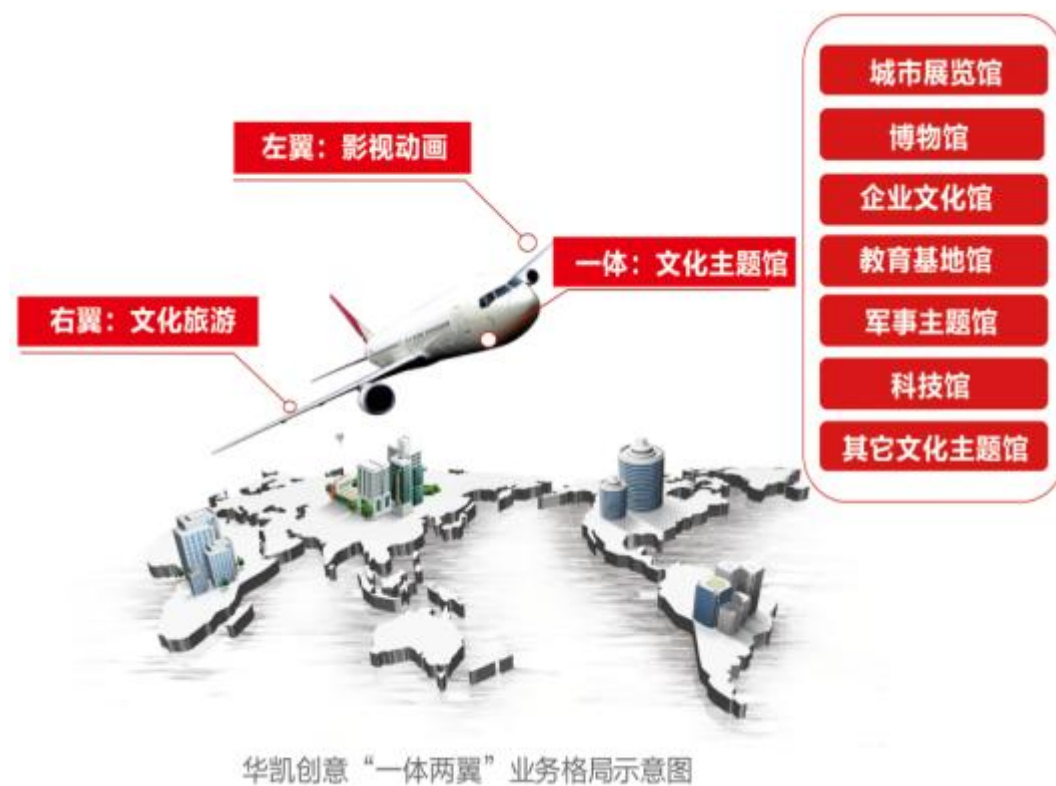 左翼：影视动画
一体：文化主题馆
右翼：文化旅游
城市展览馆
博物馆
企业文化馆
教育基地馆
军事主题馆
科技馆
其它文化主题馆
华凯创意“一体两翼”业务格局示意图